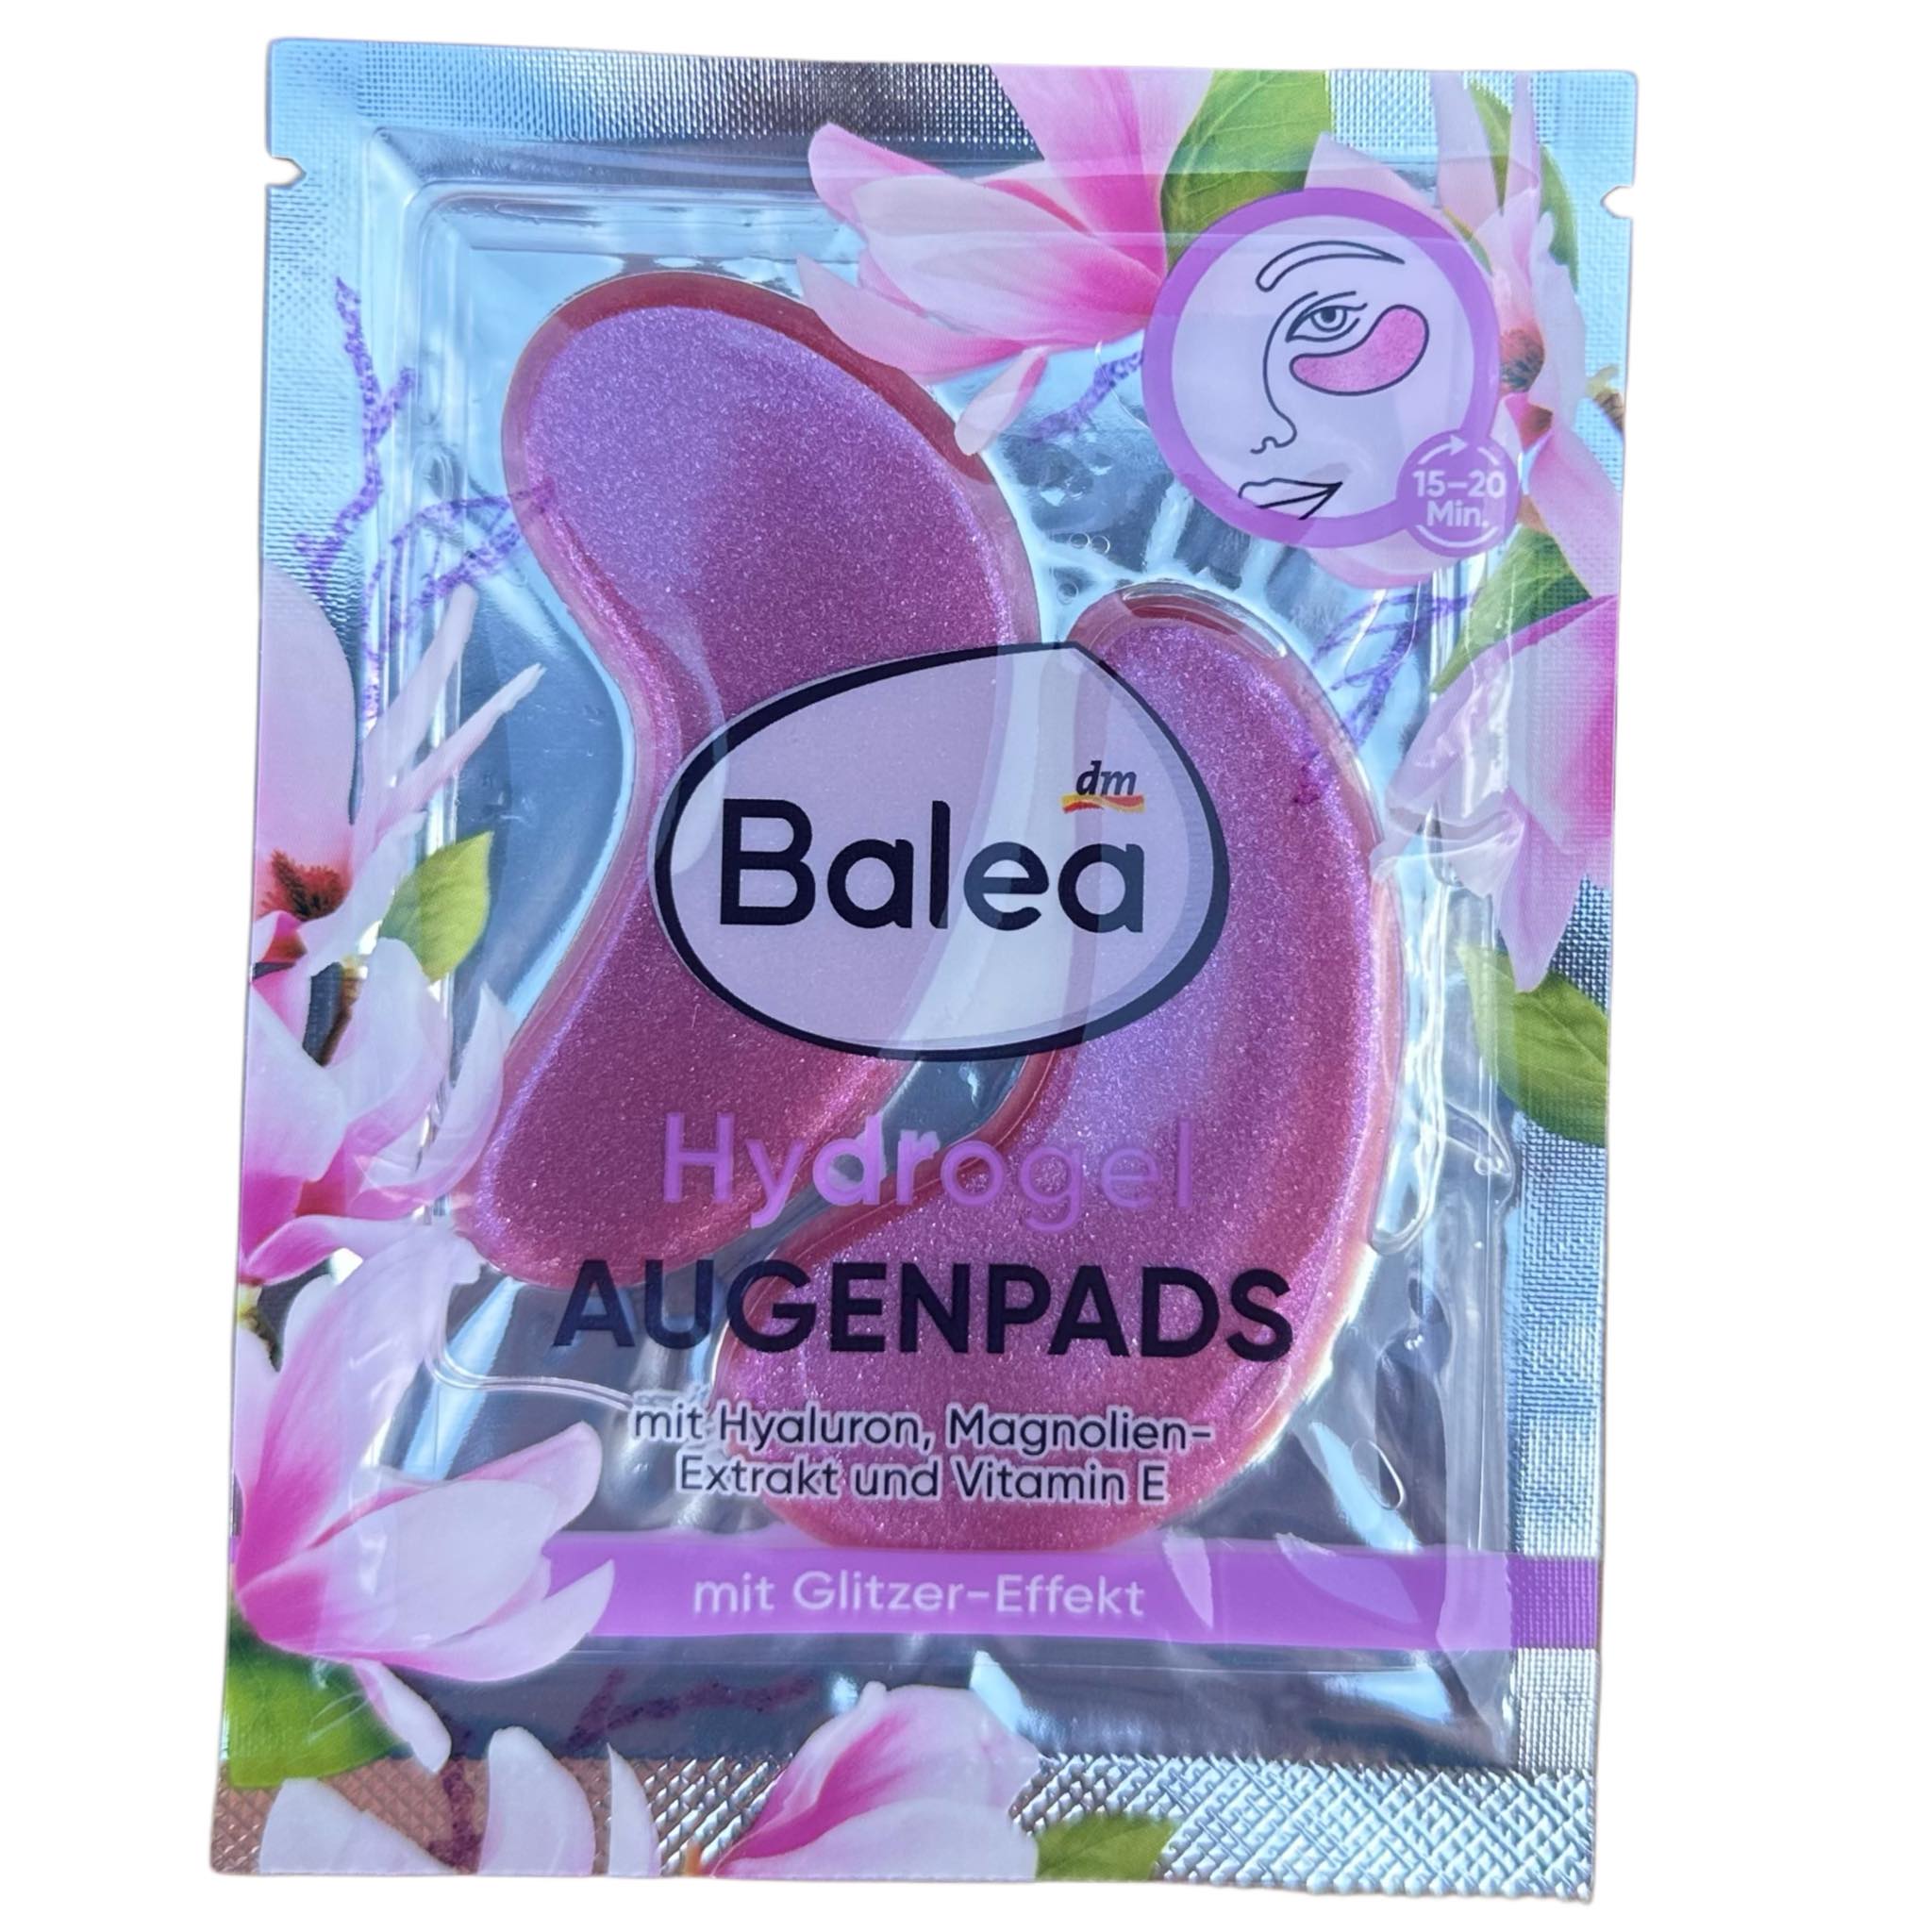 15–20
Min.
dm
Balea
Hydrogel
AUGENPADS
mit Hyaluron, Magnolien-
Extrakt und Vitamin E
mit Glitzer-Effekt